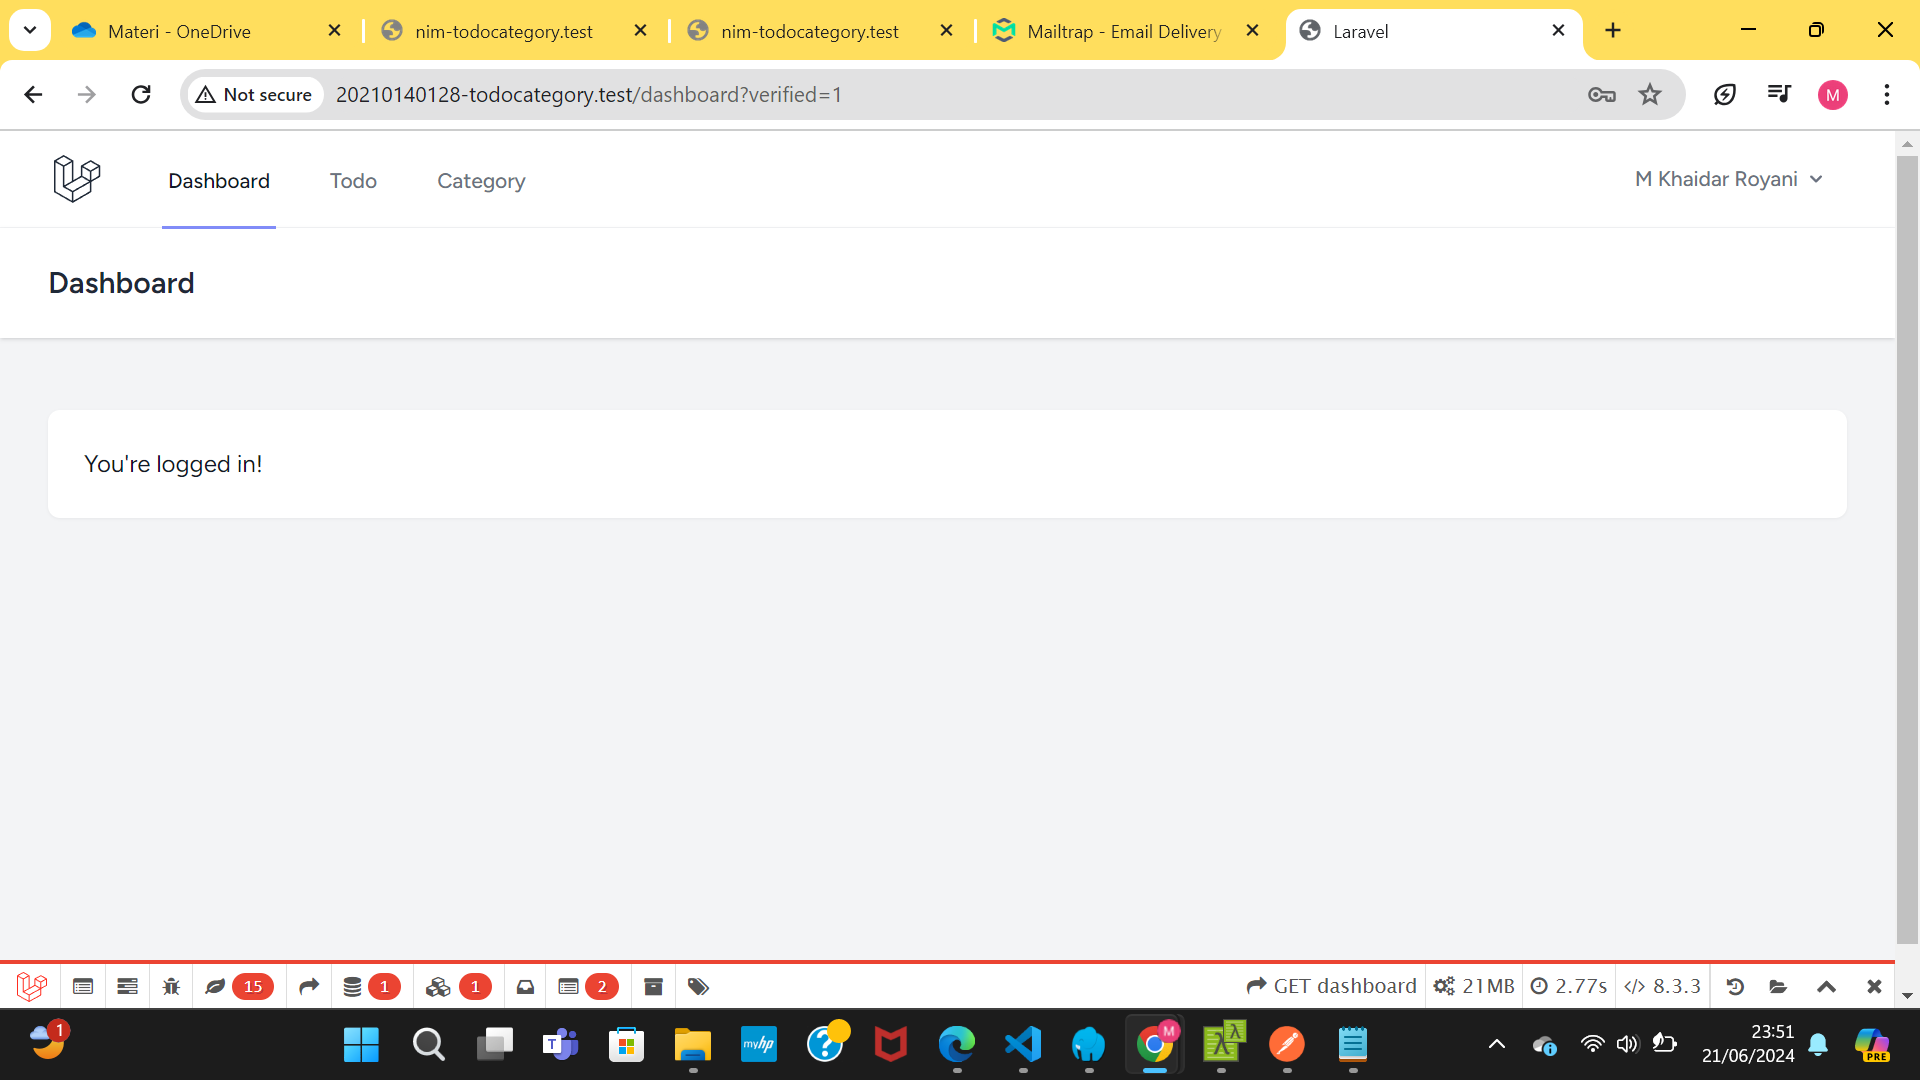 Materi - OneDrive
nim-todocategory.test
nim-todocategory.test
Mailtrap - Email Delivery
Laravel
Not secure
20210140128-todocategory.test/dashboard?verified=1
M
Dashboard
Todo
Category
M Khaidar Royani
Dashboard
You're logged in!
15
1
1
2
GET dashboard
21MB
2.77s
8.3.3
1
T
myhp
?
M
λ
λ
23:51
21/06/2024
PRE